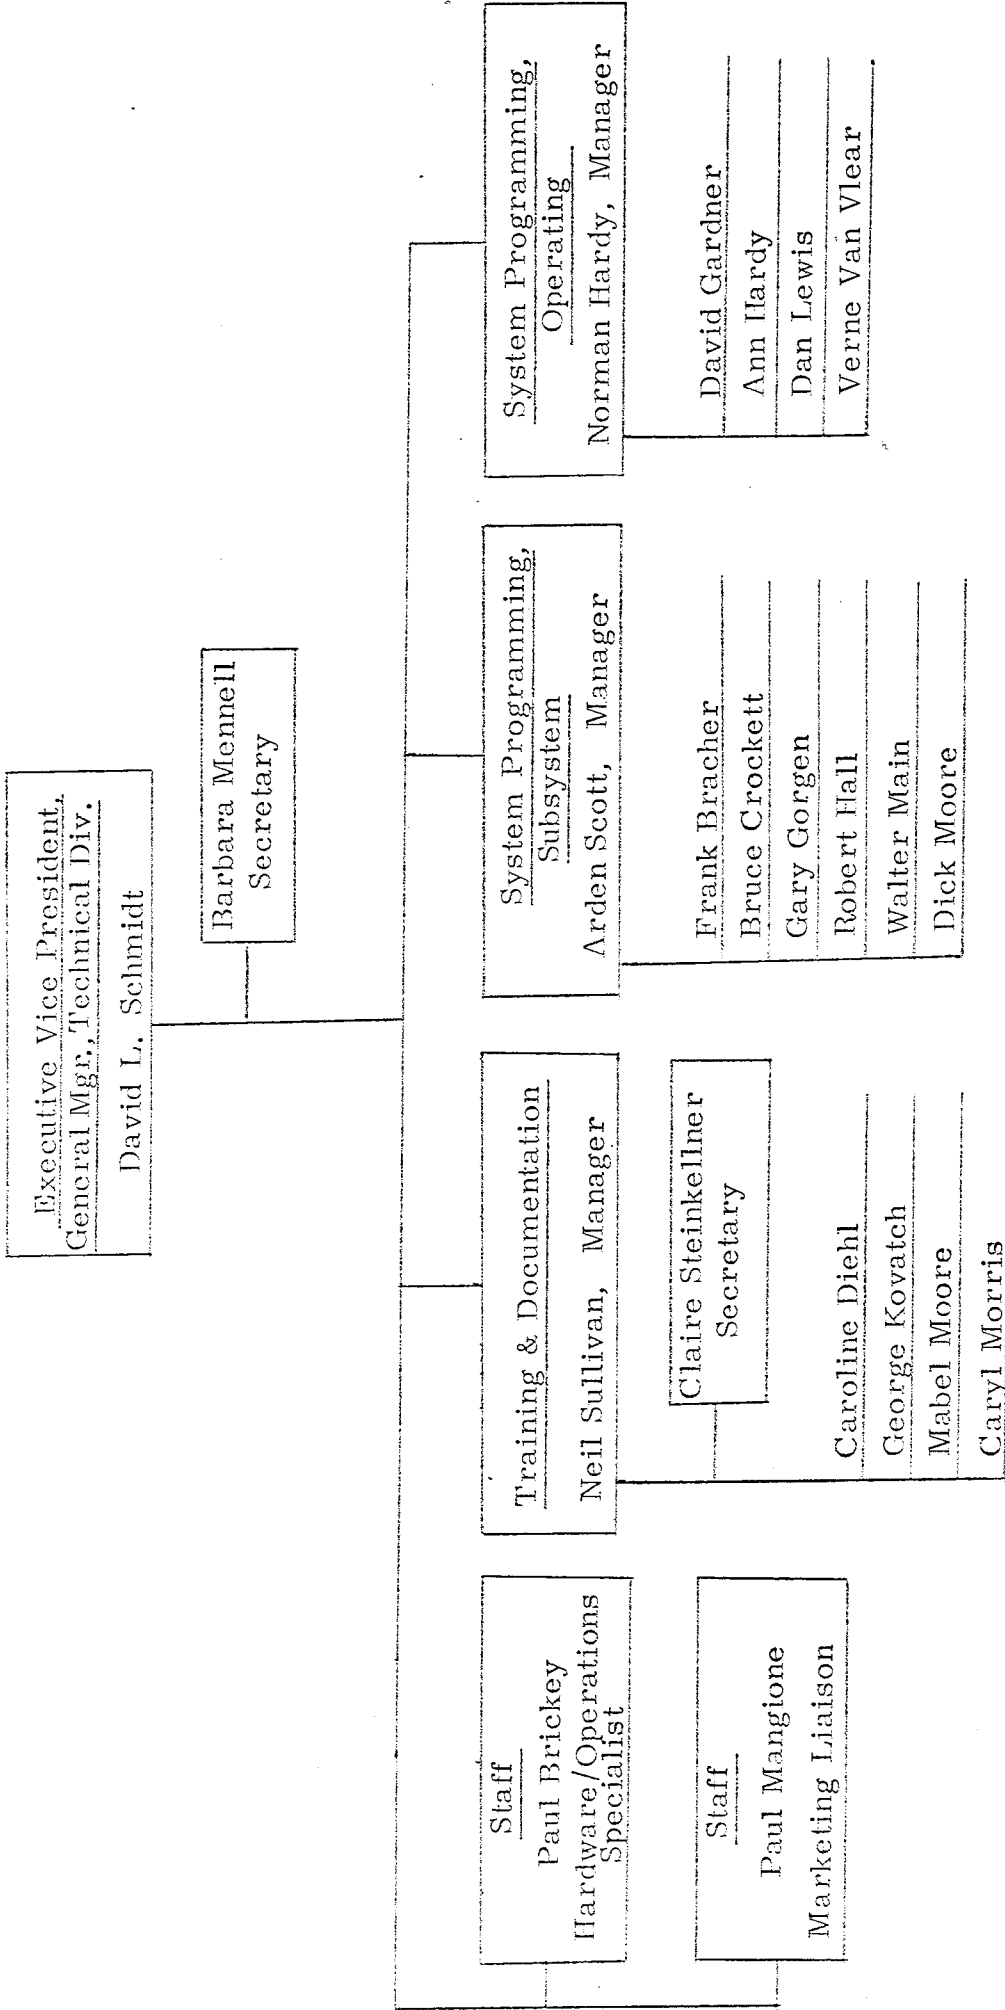 Executive Vice President,
General Mgr., Technical Div.
David L. Schmidt
Barbara Mennell
Secretary
Staff
Paul Brickey
Hardware/Operations
Specialist
Staff
Paul Mangione
Marketing Liaison
Training & Documentation
Neil Sullivan, Manager
Claire Steinkellner
Secretary
Caroline Diehl
George Kovatch
Mabel Moore
Caryl Morris
System Programming,
Subsystem
Arden Scott, Manager
Frank Bracher
Bruce Crockett
Gary Gorgen
Robert Hall
Walter Main
Dick Moore
System Programming,
Operating
Norman Hardy, Manager
David Gardner
Ann Hardy
Dan Lewis
Verne Van Vlear